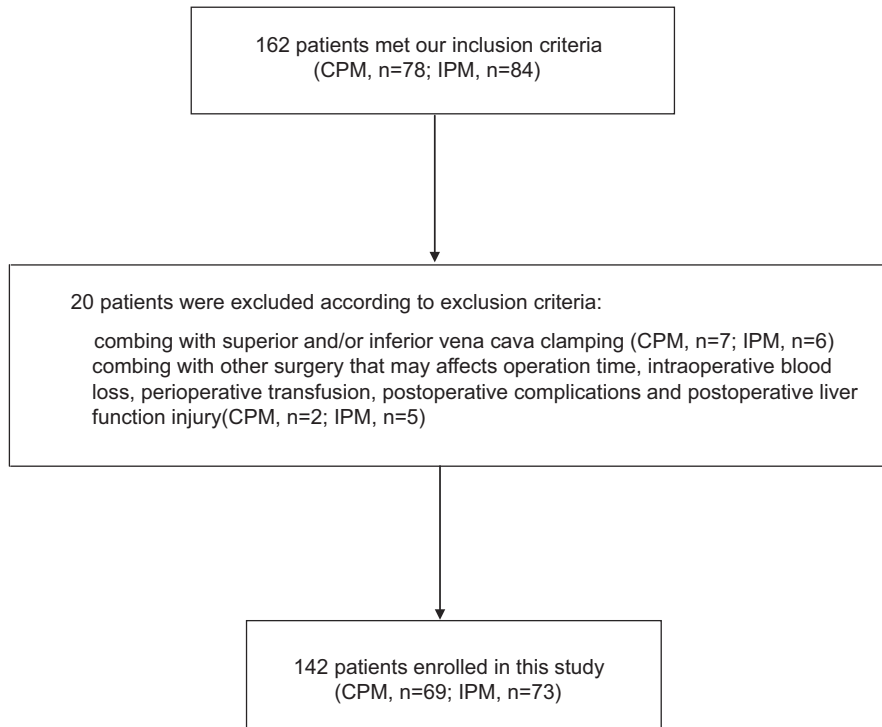 162 patients met our inclusion criteria
(CPM, n=78; IPM, n=84)
20 patients were excluded according to exclusion criteria:
combing with superior and/or inferior vena cava clamping (CPM, n=7; IPM, n=6)
combing with other surgery that may affects operation time, intraoperative blood
loss, perioperative transfusion, postoperative complications and postoperative liver
function injury(CPM, n=2; IPM, n=5)
142 patients enrolled in this study
(CPM, n=69; IPM, n=73)